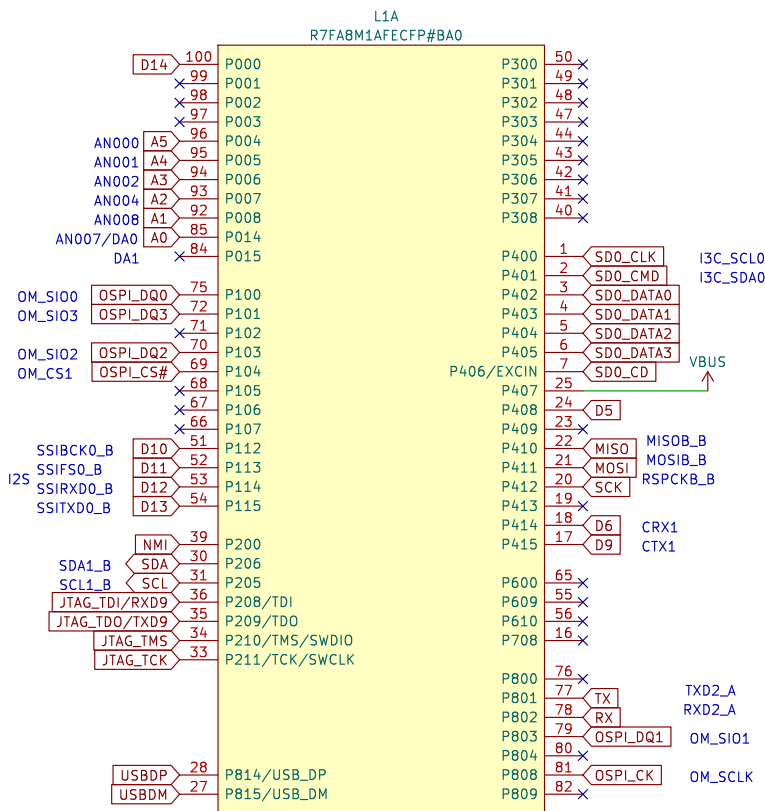 L1A
R7FA8M1AFECFP#BA0
D14 100 P000
99 P001
98 P002
97 P003
AN000 A5 96 P004
AN001 A4 95 P005
AN002 A3 94 P006
AN004 A2 93 P007
AN008 A1 92 P008
AN007/DA0 A0 85 P014
DA1 84 P015
OM_SIO0 OSPI_DQ0 75 P100
OM_SIO3 OSPI_DQ3 72 P101
71 P102
OM_SIO2 OSPI_DQ2 70 P103
OM_CS1 OSPI_CS# 69 P104
68 P105
67 P106
66 P107
SSIBCK0_B D10 51 P112
SSIFS0_B D11 52 P113
I2S
SSIRXD0_B D12 53 P114
SSITXD0_B D13 54 P115
NMI 39 P200
SDA1_B SDA 30 P206
SCL1_B SCL 31 P205
JTAG_TDI/RXD9 36 P208/TDI
JTAG_TDO/TXD9 35 P209/TDO
JTAG_TMS 34 P210/TMS/SWDIO
JTAG_TCK 33 P211/TCK/SWCLK
USBDP 28 P814/USB_DP
USBDM 27 P815/USB_DM
P300 50
P301 49
P302 48
P303 47
P304 44
P305 43
P306 42
P307 41
P308 40
P400 1 SD0_CLK I3C_SCL0
P401 2 SD0_CMD I3C_SDA0
P402 3 SD0_DATA0
P403 4 SD0_DATA1
P404 5 SD0_DATA2
P405 6 SD0_DATA3
P406/EXCIN 7 SD0_CD
VBUS
P407 25
P408 24 D5
P409 23
P410 22 MISO MISOB_B
P411 21 MOSI MOSIB_B
P412 20 SCK RSPCKB_B
P413 19
P414 18 D6 CRX1
P415 17 D9 CTX1
P600 65
P609 55
P610 56
P708 16
P800 76
P801 77 TX TXD2_A
P802 78 RX RXD2_A
P803 79 OSPI_DQ1 OM_SIO1
P804 80
P808 81 OSPI_CK OM_SCLK
P809 82